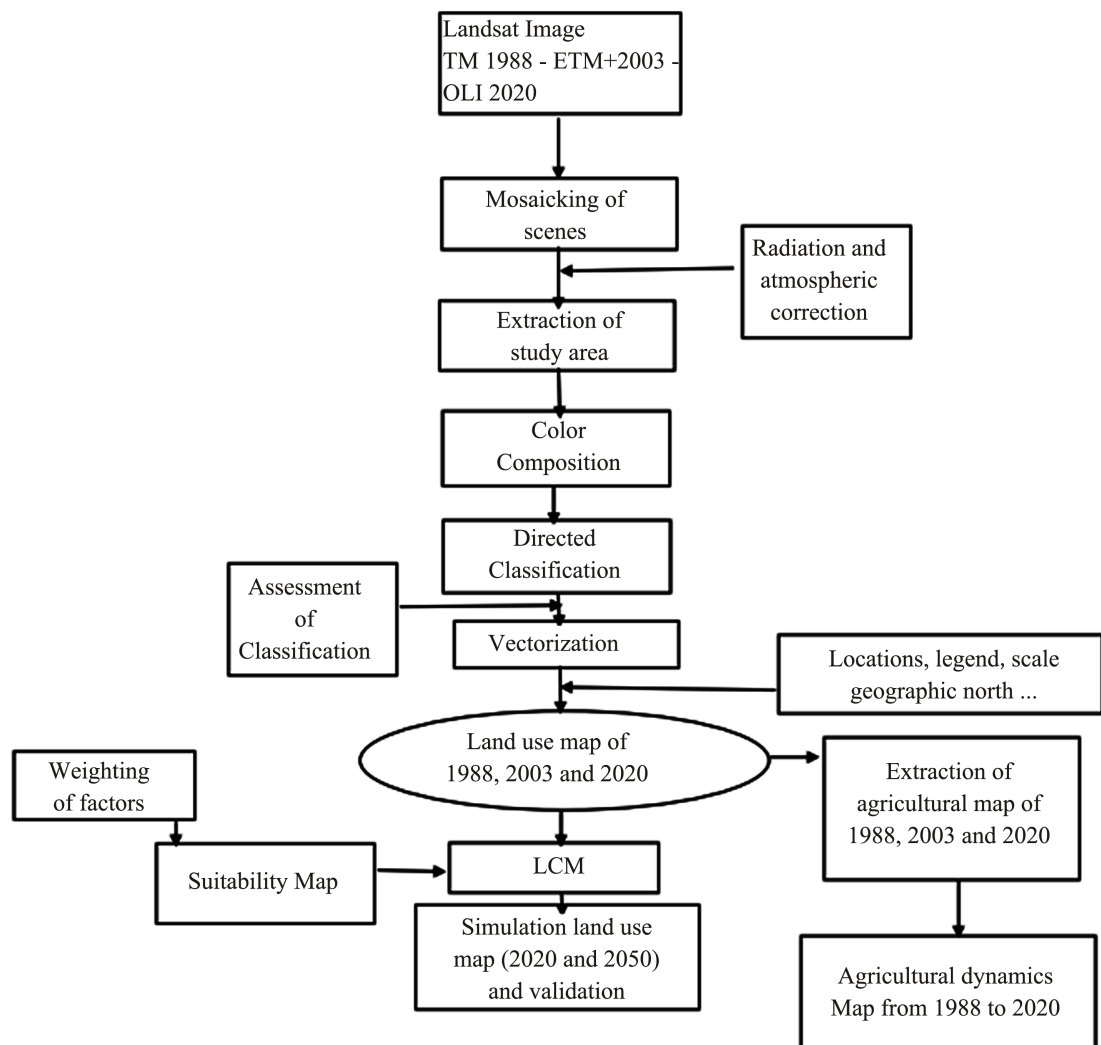 Landsat Image
TM 1988 - ETM+2003 -
OLI 2020
Mosaicking of
scenes
Radiation and
atmospheric
correction
Extraction of
study area
Color
Composition
Directed
Classification
Assessment
of
Classification
Vectorization
Locations, legend, scale
geographic north ...
Land use map of
1988, 2003 and 2020
Weighting
of factors
Extraction of
agricultural map of
1988, 2003 and 2020
Suitability Map
LCM
Simulation land use
map (2020 and 2050)
and validation
Agricultural dynamics
Map from 1988 to 2020